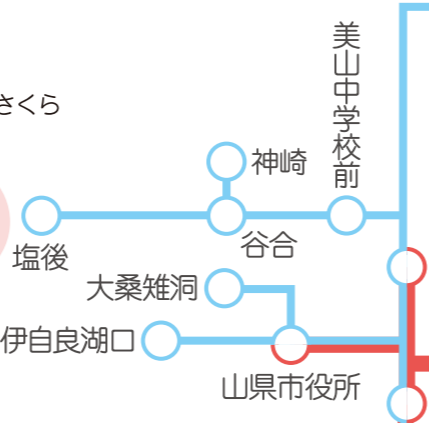 美山中学校前
さくら
神崎
谷合
塩後
大桑雉洞
伊自良湖口
山県市役所